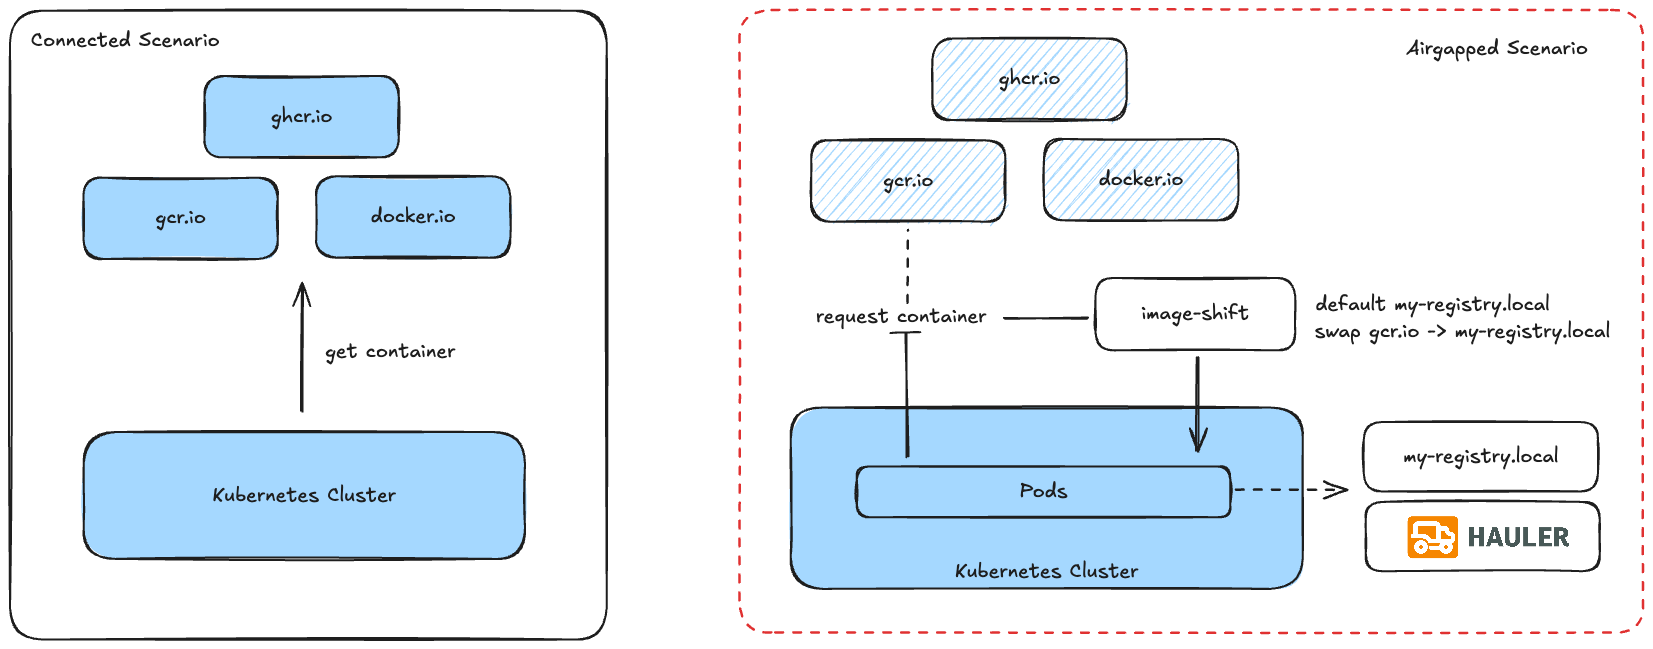 Connected Scenario
ghcr.io
gcr.io
docker.io
get container
Kubernetes Cluster
Airgapped Scenario
ghcr.io
gcr.io
docker.io
request container
image-shift
default my-registry.local
swap gcr.io -> my-registry.local
Pods
Kubernetes Cluster
my-registry.local
HAULER